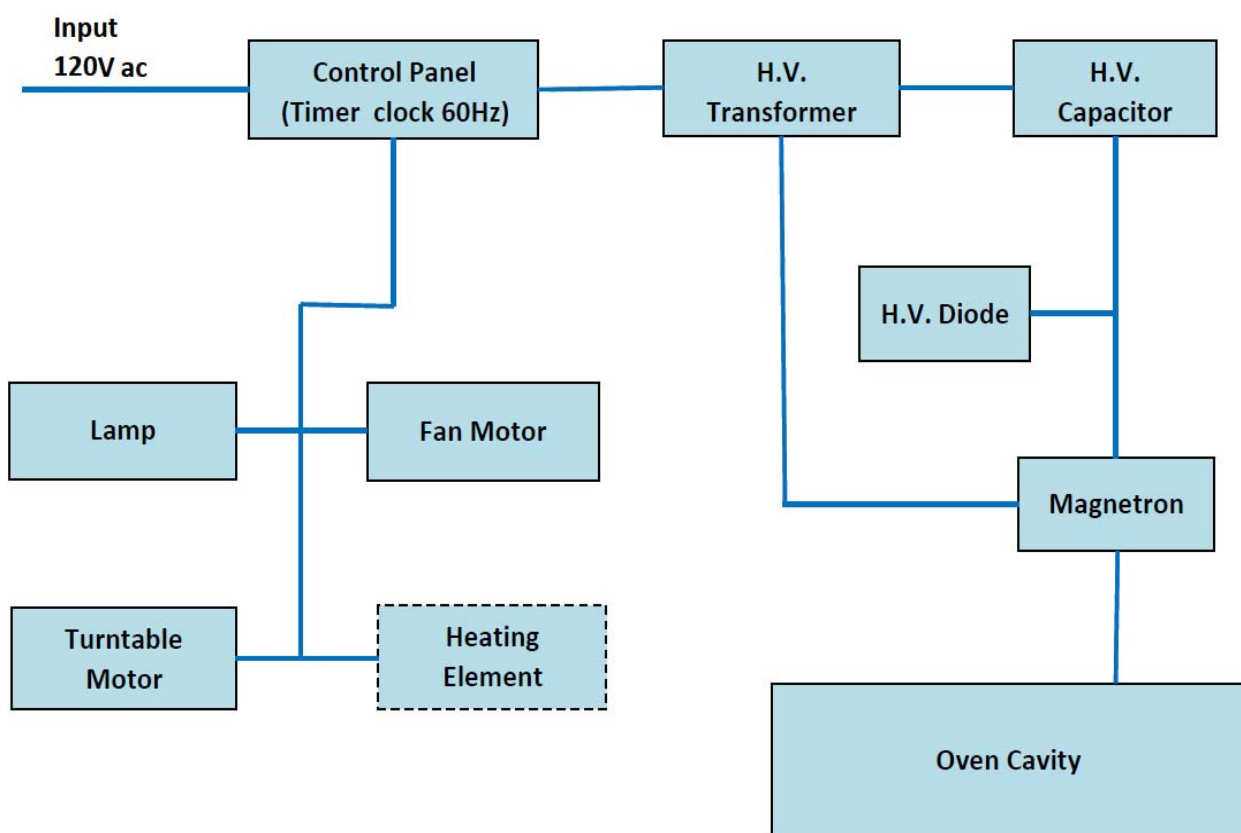 Input
120V ac
Control Panel
(Timer clock 60Hz)
H.V.
Transformer
H.V.
Capacitor
H.V. Diode
Lamp
Fan Motor
Magnetron
Turntable
Motor
Heating
Element
Oven Cavity